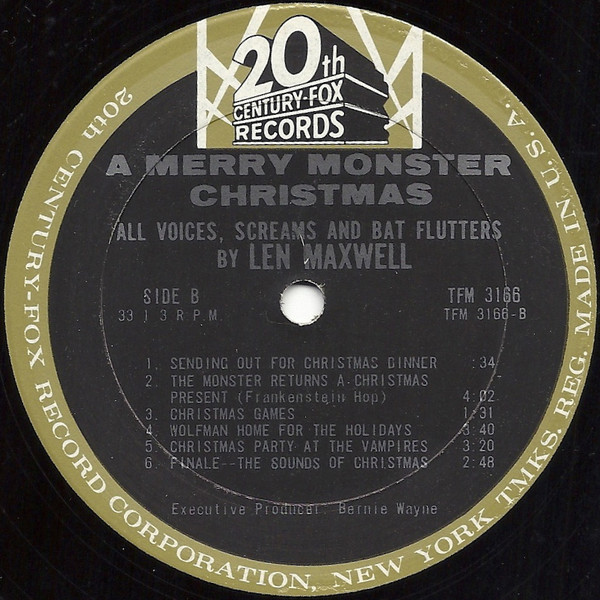 20th
CENTURY-FOX
RECORDS
A MERRY MONSTER
CHRISTMAS
ALL VOICES, SCREAMS AND BAT FLUTTERS
BY LEN MAXWELL
SIDE B
33 1 3 R.P.M.
TFM 3166
TFM 3166-B
1. SENDING OUT FOR CHRISTMAS DINNER :34
2. THE MONSTER RETURNS A CHRISTMAS
PRESENT (Frankenstein Hop) 4:02
3. CHRISTMAS GAMES 1:31
4. WOLFMAN HOME FOR THE HOLIDAYS 3:40
5. CHRISTMAS PARTY AT THE VAMPIRES 3:20
6. FINALE--THE SOUNDS OF CHRISTMAS 2:48
Executive Producer: Bernie Wayne
20th CENTURY-FOX RECORD CORPORATION, NEW YORK TMKS. REG. MADE IN U.S.A.